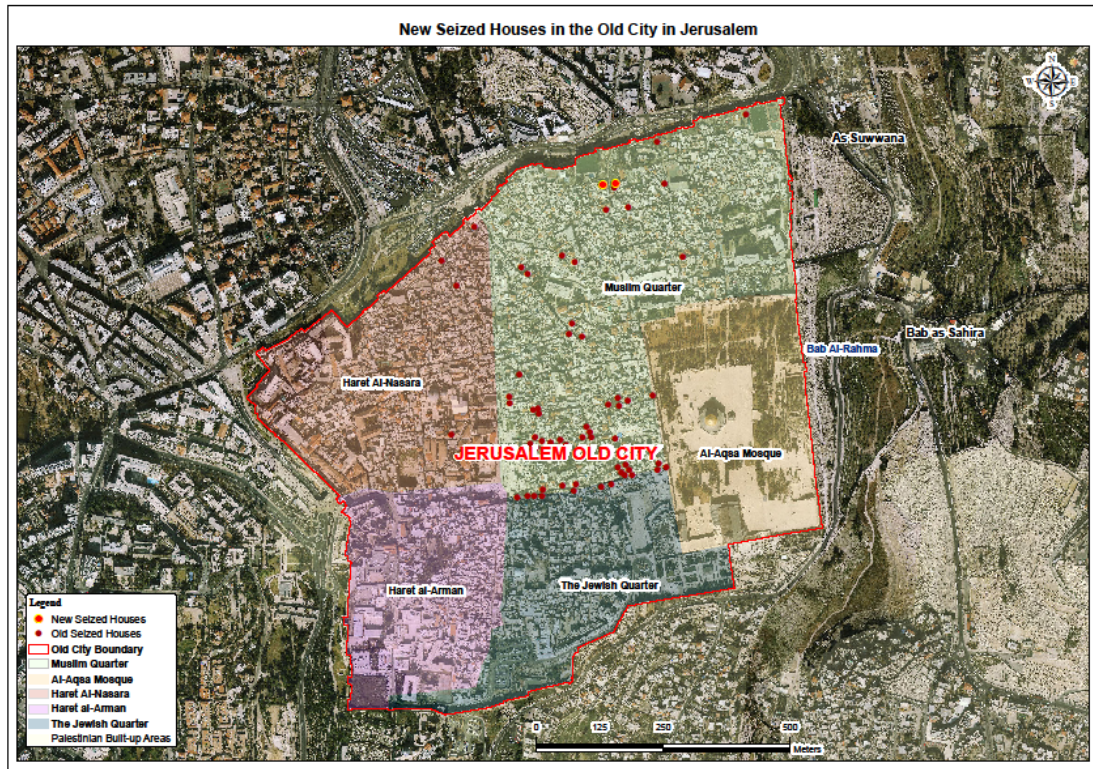 New Seized Houses in the Old City in Jerusalem
N
W E
S
As Suwwana
Muslim Quarter
Bab as Sahira
Bab Al-Rahma
Haret Al-Nasara
JERUSALEM OLD CITY
Al-Aqsa Mosque
Haret al-Arman
The Jewish Quarter
Legend
New Seized Houses
Old Seized Houses
Old City Boundary
Muslim Quarter
Al-Aqsa Mosque
Haret Al-Nasara
Haret al-Arman
The Jewish Quarter
Palestinian Built-up Areas
0 125 250 500
Meters